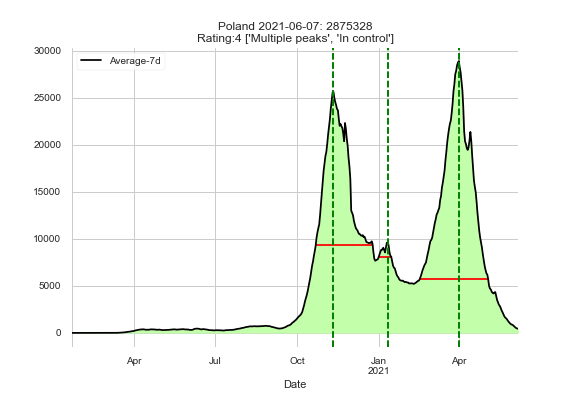 Poland 2021-06-07: 2875328
Rating:4 ['Multiple peaks', 'In control']
30000
Average-7d
25000
20000
15000
10000
5000
0
Apr
Jul
Oct
Jan
2021
Apr
Date